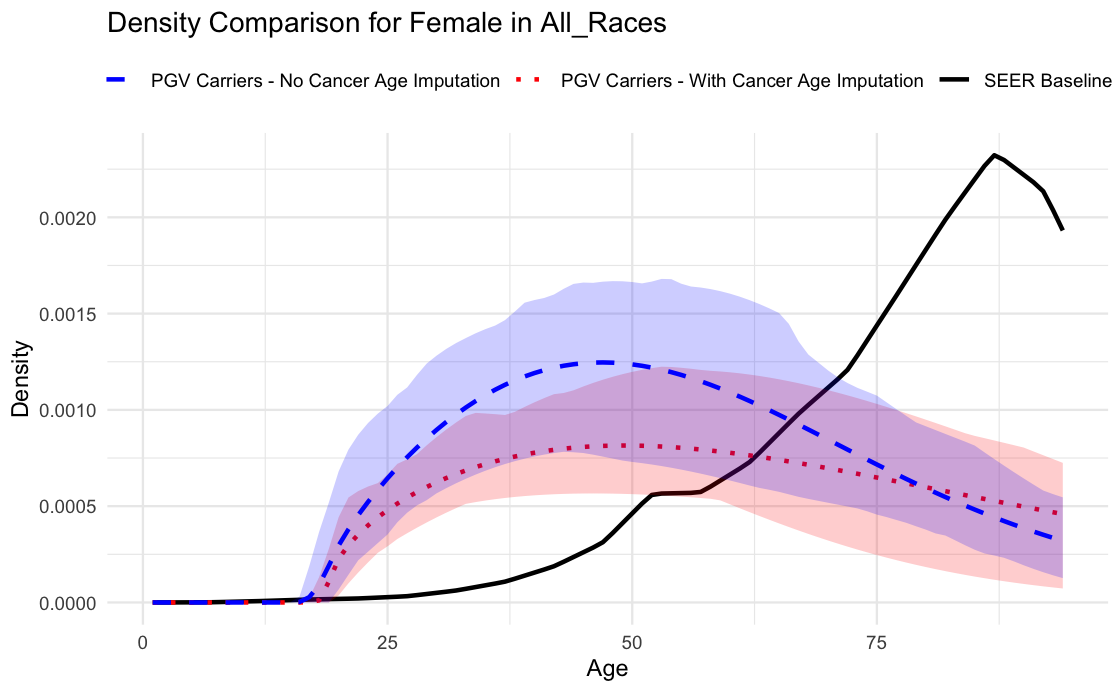 Density Comparison for Female in All_Races
PGV Carriers - No Cancer Age Imputation
PGV Carriers - With Cancer Age Imputation
SEER Baseline
Density
0.0020
0.0015
0.0010
0.0005
0.0000
0
25
50
75
Age